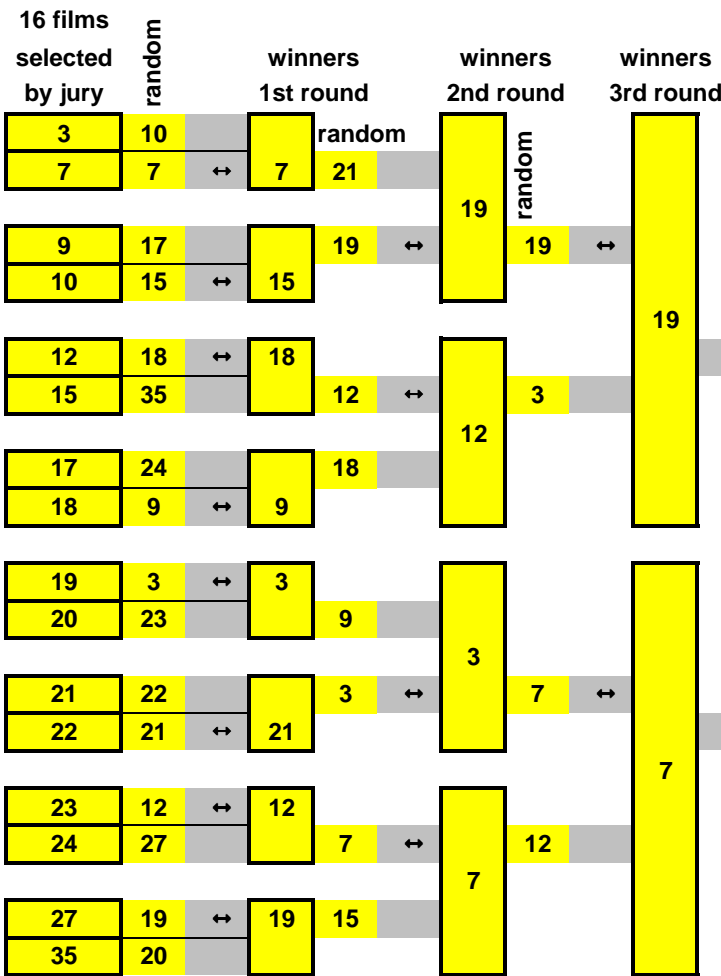 16 films
selected
by jury
random
winners
1st round
winners
2nd round
winners
3rd round
3 10 random
7 7 ↔ 7 21
19 random
9 17 19 ↔ 19 ↔
10 15 ↔ 15
19
12 18 ↔ 18
15 35 12 ↔ 3
12
17 24 18
18 9 ↔ 9
19 3 ↔ 3
20 23 9
3
21 22 3 ↔ 7 ↔
22 21 ↔ 21
7
23 12 ↔ 12
24 27 7 ↔ 12
7
27 19 ↔ 19 15
35 20